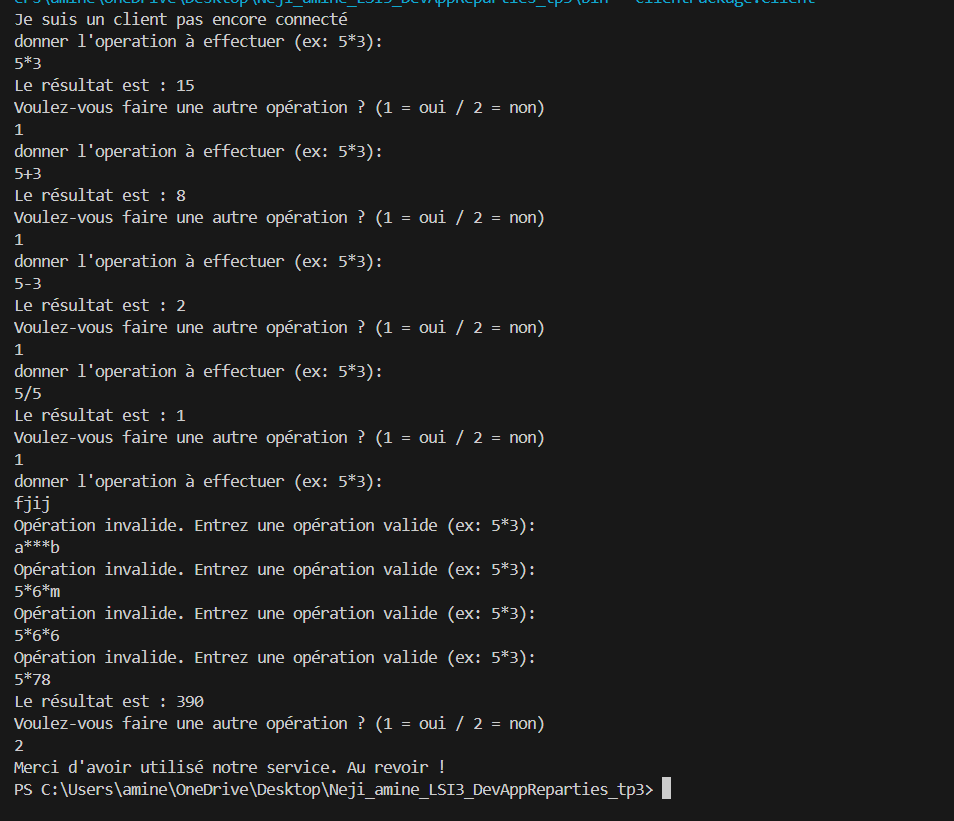 ers\amine\OneDrive\Desktop\Neji_amine_LSI3_DevAppReparties_tp3\bin' 'clientPackage.Client'
Je suis un client pas encore connecté
donner l'operation à effectuer (ex: 5*3):
5*3
Le résultat est : 15
Voulez-vous faire une autre opération ? (1 = oui / 2 = non)
1
donner l'operation à effectuer (ex: 5*3):
5+3
Le résultat est : 8
Voulez-vous faire une autre opération ? (1 = oui / 2 = non)
1
donner l'operation à effectuer (ex: 5*3):
5-3
Le résultat est : 2
Voulez-vous faire une autre opération ? (1 = oui / 2 = non)
1
donner l'operation à effectuer (ex: 5*3):
5/5
Le résultat est : 1
Voulez-vous faire une autre opération ? (1 = oui / 2 = non)
1
donner l'operation à effectuer (ex: 5*3):
fjij
Opération invalide. Entrez une opération valide (ex: 5*3):
a***b
Opération invalide. Entrez une opération valide (ex: 5*3):
5*6*m
Opération invalide. Entrez une opération valide (ex: 5*3):
5*6*6
Opération invalide. Entrez une opération valide (ex: 5*3):
5*78
Le résultat est : 390
Voulez-vous faire une autre opération ? (1 = oui / 2 = non)
2
Merci d'avoir utilisé notre service. Au revoir !
PS C:\Users\amine\OneDrive\Desktop\Neji_amine_LSI3_DevAppReparties_tp3>